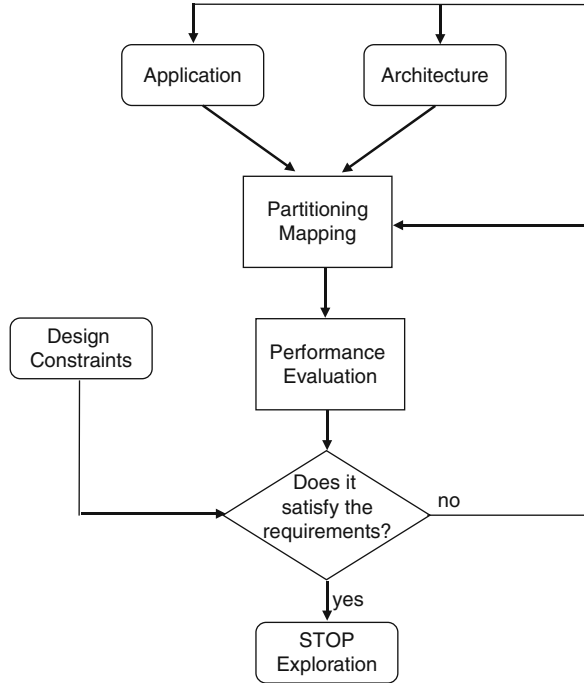 Application
Architecture
Partitioning
Mapping
Design
Constraints
Performance
Evaluation
Does it
satisfy the
requirements?
no
yes
STOP
Exploration